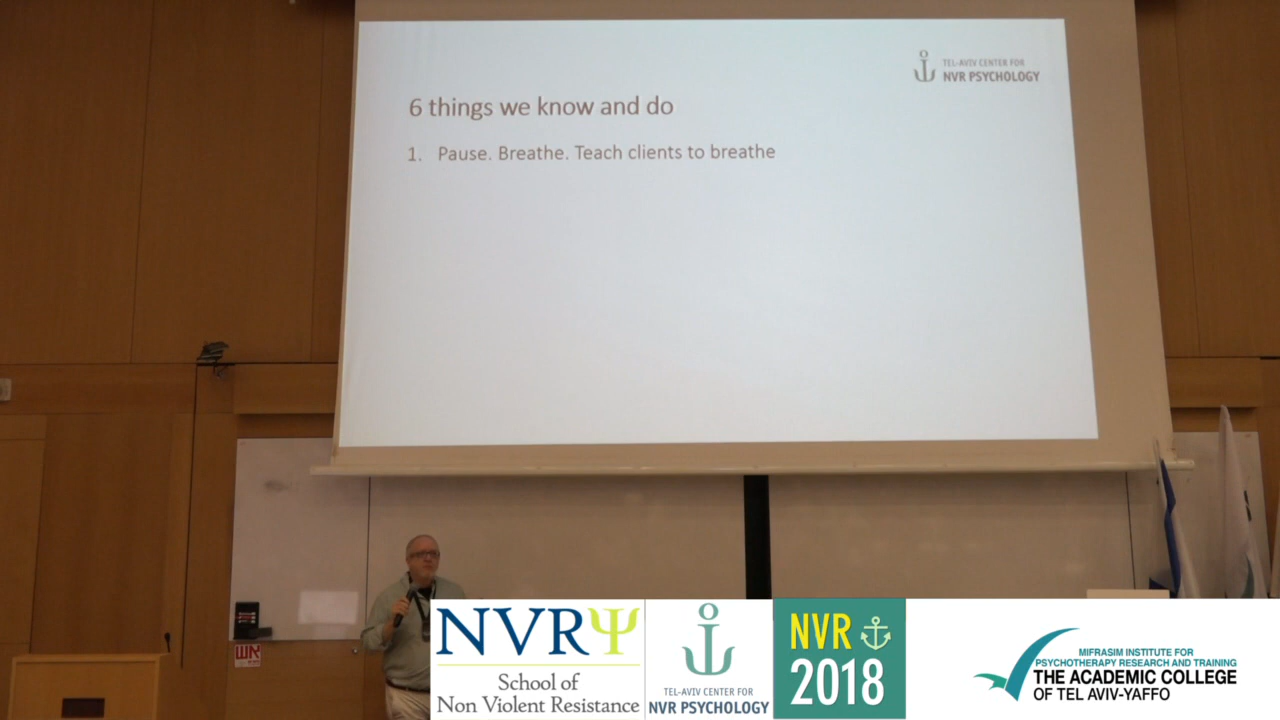 TEL-AVIV CENTER FOR
NVR PSYCHOLOGY
6 things we know and do
1. Pause. Breathe. Teach clients to breathe
אש
NVRΨ
School of
Non Violent Resistance
TEL-AVIV CENTER FOR
NVR PSYCHOLOGY
NVR
2018
MIFRASIM INSTITUTE FOR
PSYCHOTHERAPY RESEARCH AND TRAINING
THE ACADEMIC COLLEGE
OF TEL AVIV-YAFFO